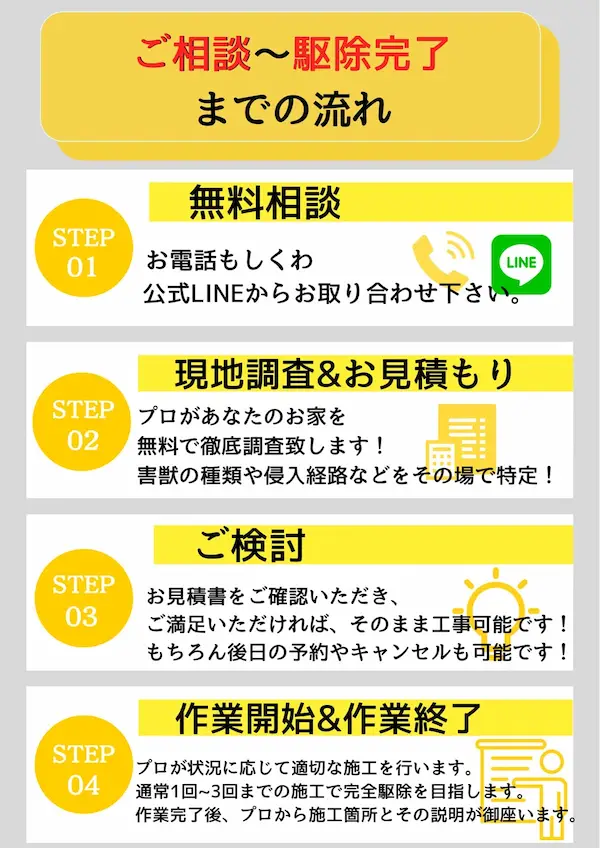 ご相談～駆除完了
までの流れ
STEP
01
無料相談
お電話もしくわ
公式LINEからお取り合わせ下さい。
LINE
STEP
02
現地調査&お見積もり
プロがあなたのお家を
無料で徹底調査致します！
害獣の種類や侵入経路などをその場で特定！
STEP
03
ご検討
お見積書をご確認いただき、
ご満足いただければ、そのまま工事可能です！
もちろん後日の予約やキャンセルも可能です！
STEP
04
作業開始&作業終了
プロが状況に応じて適切な施工を行います。
通常1回~3回までの施工で完全駆除を目指します。
作業完了後、プロから施工箇所とその説明が御座います。